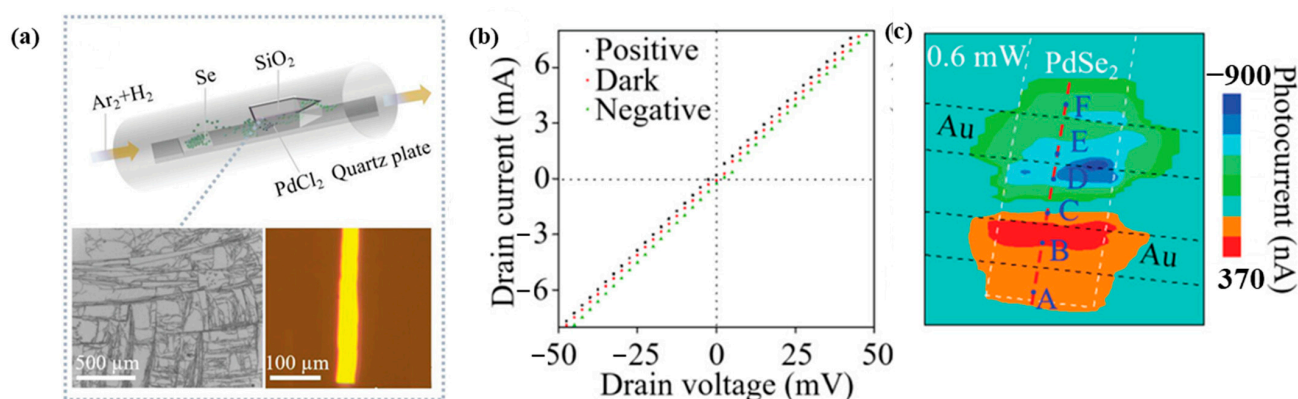 (a)
SiO₂
Se
Ar₂+H₂
PdCl₂ Quartz plate
500 µm
100 µm
(b)
Positive
Dark
Negative
Drain current (mA)
6
3
0
−3
−6
−50
−25
0
25
50
Drain voltage (mV)
(c)
0.6 mW
PdSe₂
Au
F
E
D
C
B
A
Au
−900
370
Photocurrent (nA)